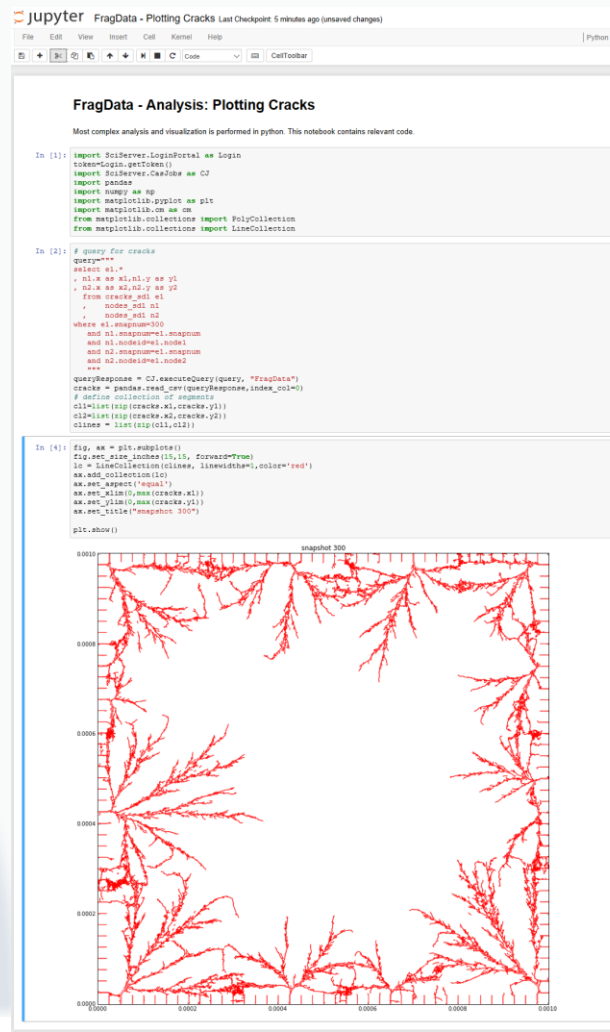 jupyter FragData - Plotting Cracks Last Checkpoint: 5 minutes ago (unsaved changes)
File Edit View Insert Cell Kernel Help Python
Code CellToolbar
FragData - Analysis: Plotting Cracks
Most complex analysis and visualization is performed in python. This notebook contains relevant code.
In [1]: import SciServer.LoginPortal as Login
token=Login.getToken()
import SciServer.CasJobs as CJ
import pandas
import numpy as np
import matplotlib.pyplot as plt
import matplotlib.cm as cm
from matplotlib.collections import PolyCollection
from matplotlib.collections import LineCollection
In [2]: # query for cracks
query="""
select e1.*
, n1.x as x1,n1.y as y1
, n2.x as x2,n2.y as y2
from cracks_sd1 e1
, nodes_sd1 n1
, nodes_sd1 n2
where e1.snapnum=300
and n1.snapnum=e1.snapnum
and n1.nodeid=e1.node1
and n2.snapnum=e1.snapnum
and n2.nodeid=e1.node2
"""
queryResponse = CJ.executeQuery(query, "FragData")
cracks = pandas.read_csv(queryResponse,index_col=0)
# define collection of segments
cl1=list(zip(cracks.x1,cracks.y1))
cl2=list(zip(cracks.x2,cracks.y2))
clines = list(zip(cl1,cl2))
In [4]: fig, ax = plt.subplots()
fig.set_size_inches(15,15, forward=True)
lc = LineCollection(clines, linewidths=1,color='red')
ax.add_collection(lc)
ax.set_aspect('equal')
ax.set_xlim(0,max(cracks.x1))
ax.set_ylim(0,max(cracks.y1))
ax.set_title("snapshot 300")
plt.show()
snapshot 300
0.0010
0.0008
0.0006
0.0004
0.0002
0.0000
0.0000 0.0002 0.0004 0.0006 0.0008 0.0010